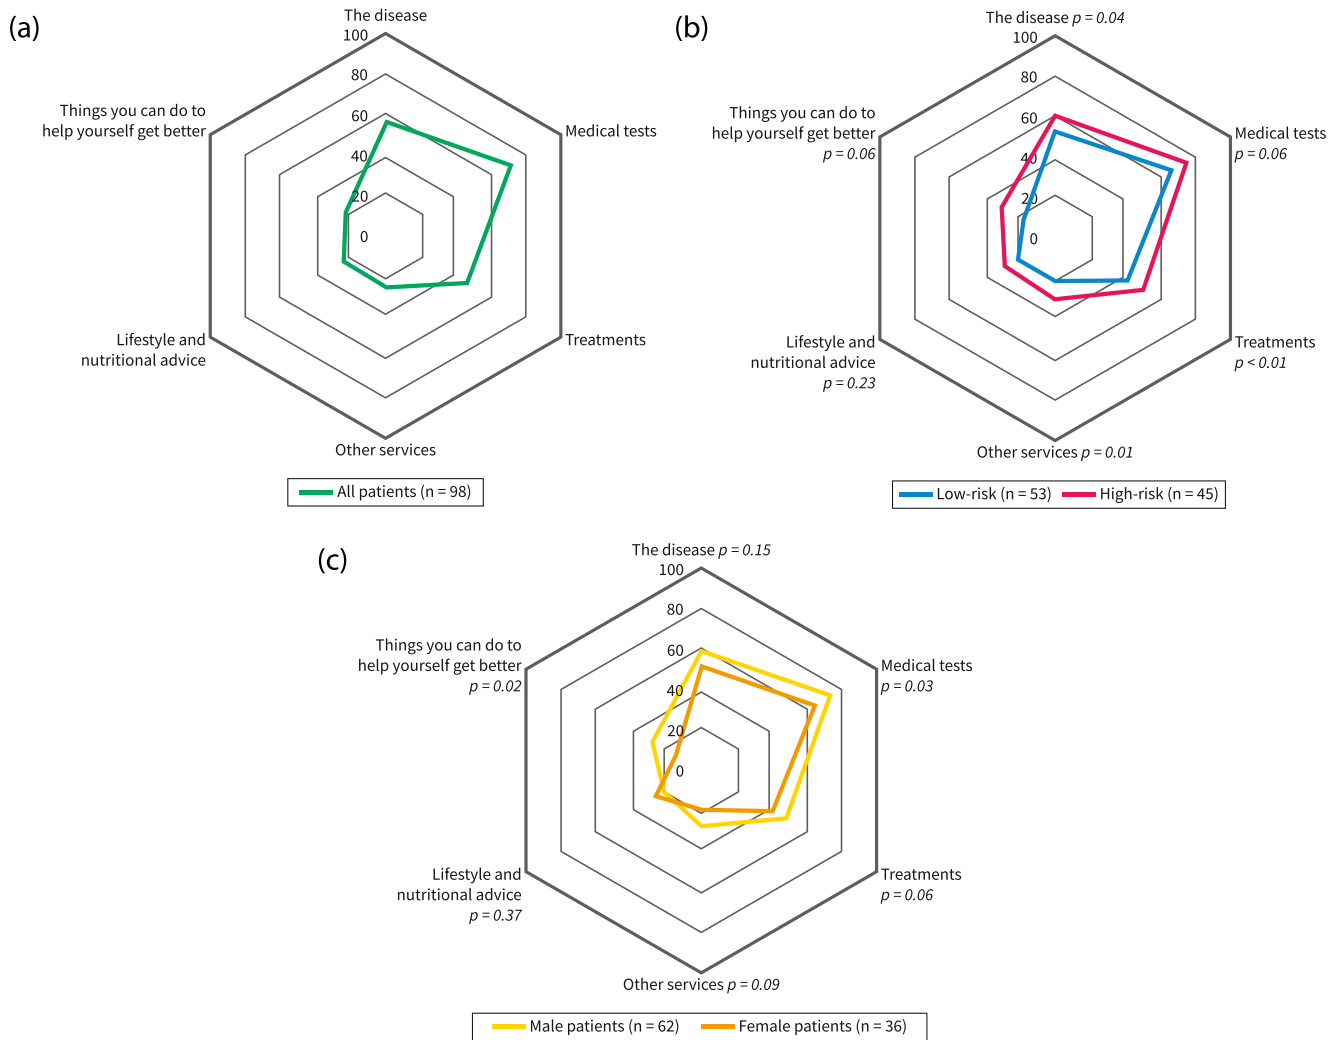 (a)
The disease
100
80
60
40
20
0
Things you can do to
help yourself get better
Medical tests
Lifestyle and
nutritional advice
Treatments
Other services
All patients (n = 98)
(b)
The disease p = 0.04
100
80
60
40
20
0
Things you can do to
help yourself get better
p = 0.06
Medical tests
p = 0.06
Lifestyle and
nutritional advice
p = 0.23
Treatments
p < 0.01
Other services p = 0.01
Low-risk (n = 53) High-risk (n = 45)
(c)
The disease p = 0.15
100
80
60
40
20
0
Things you can do to
help yourself get better
p = 0.02
Medical tests
p = 0.03
Lifestyle and
nutritional advice
p = 0.37
Treatments
p = 0.06
Other services p = 0.09
Male patients (n = 62) Female patients (n = 36)